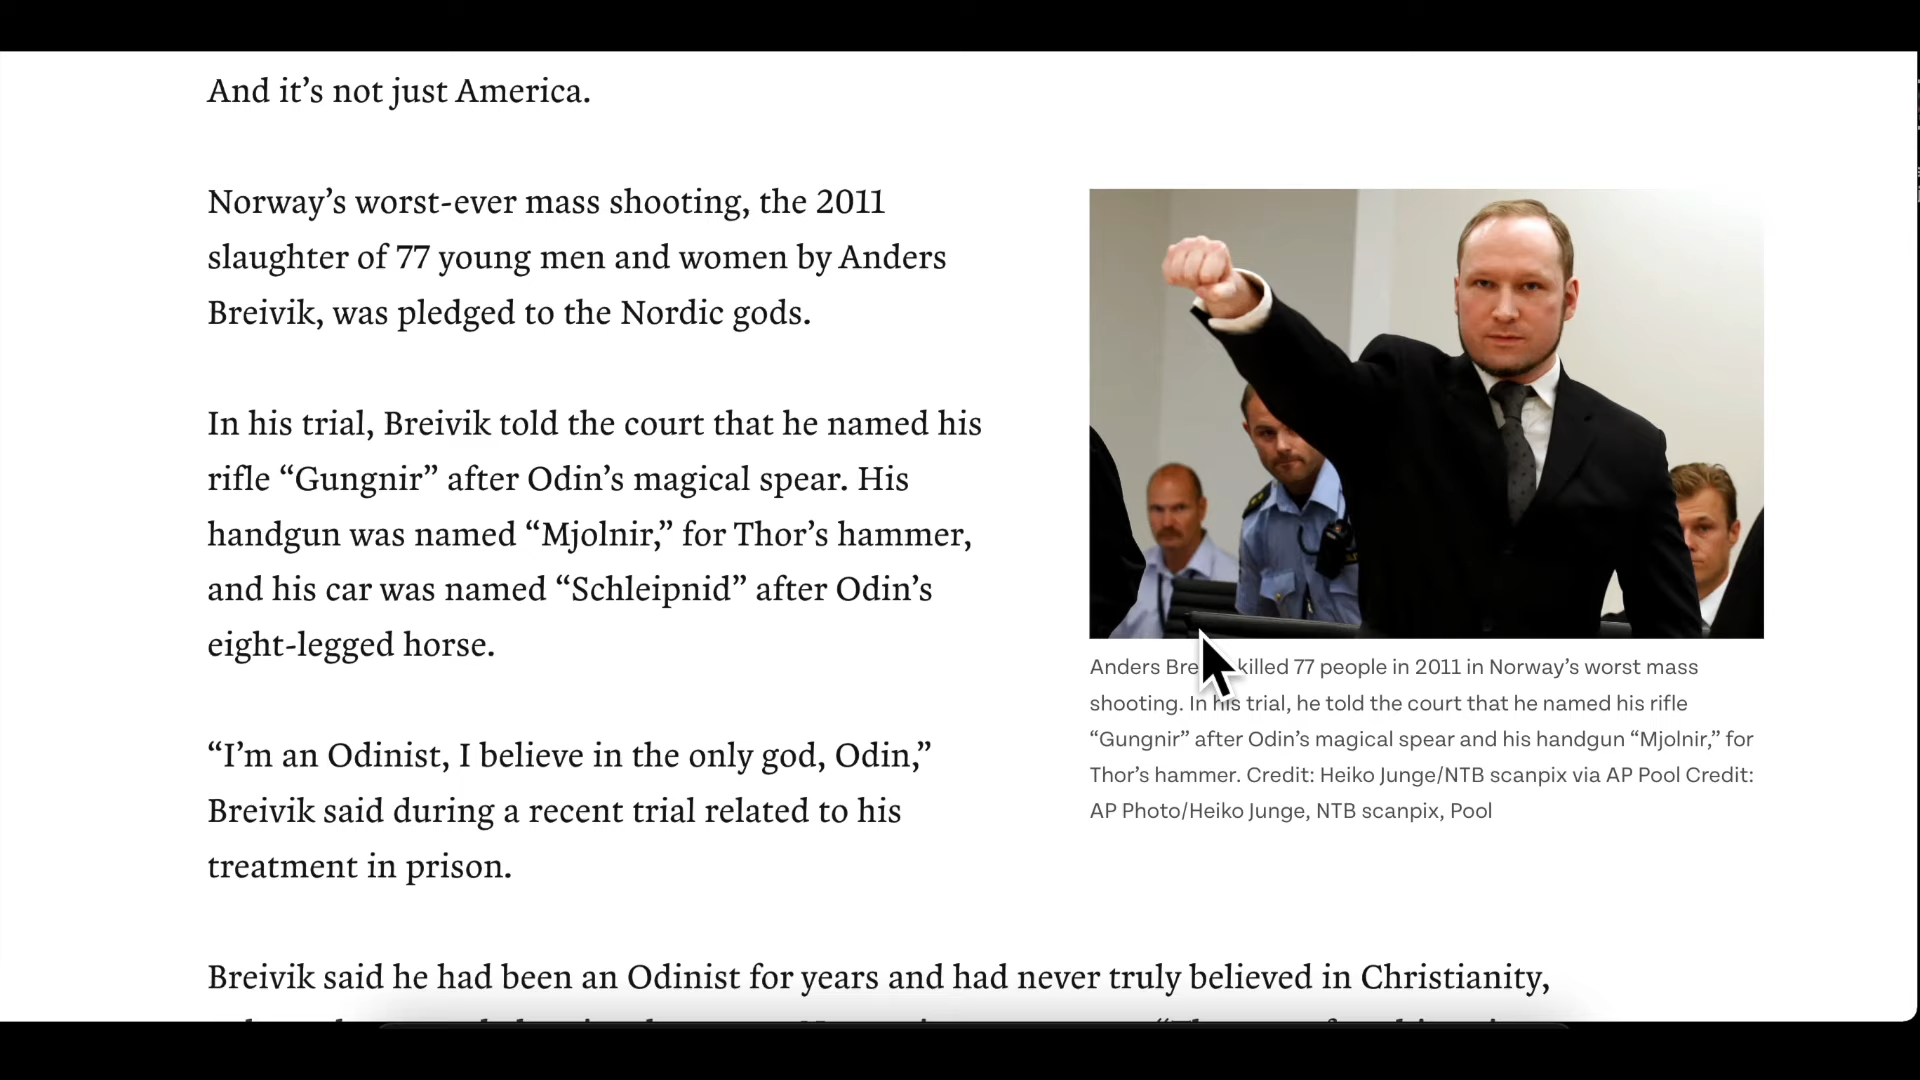 And it’s not just America.
Norway’s worst-ever mass shooting, the 2011
slaughter of 77 young men and women by Anders
Breivik, was pledged to the Nordic gods.
In his trial, Breivik told the court that he named his
rifle “Gungnir” after Odin’s magical spear. His
handgun was named “Mjolnir,” for Thor’s hammer,
and his car was named “Schleipnid” after Odin’s
eight-legged horse.
“I’m an Odinist, I believe in the only god, Odin,”
Breivik said during a recent trial related to his
treatment in prison.
Anders Bre killed 77 people in 2011 in Norway’s worst mass
shooting. In his trial, he told the court that he named his rifle
“Gungnir” after Odin’s magical spear and his handgun “Mjolnir,” for
Thor’s hammer. Credit: Heiko Junge/NTB scanpix via AP Pool Credit:
AP Photo/Heiko Junge, NTB scanpix, Pool
Breivik said he had been an Odinist for years and had never truly believed in Christianity,